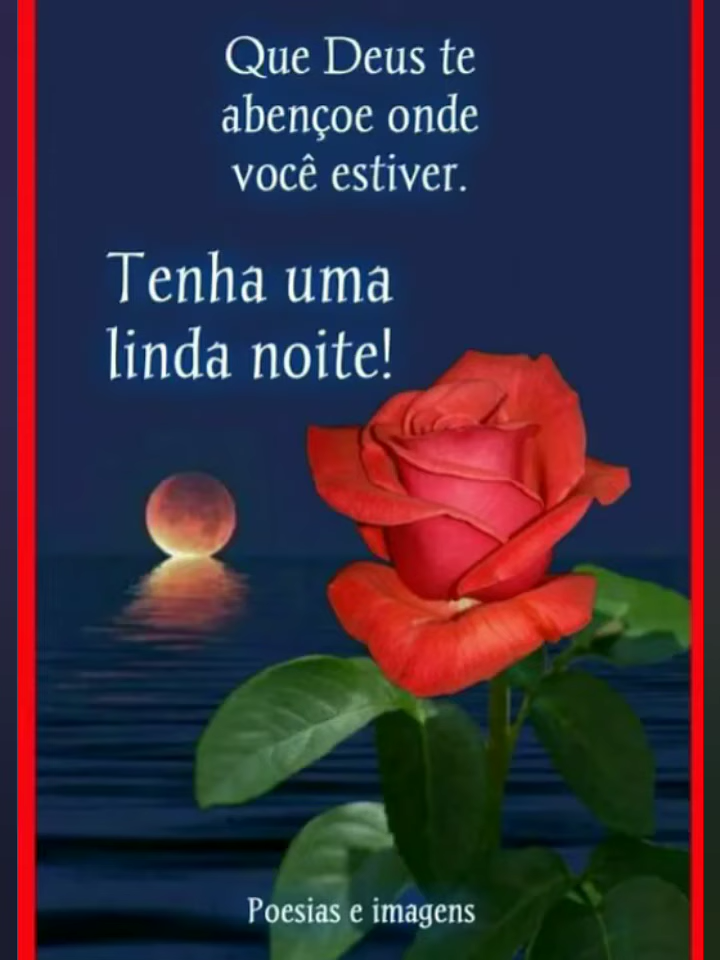 Que Deus te
abençoe onde
você estiver.
Tenha uma
linda noite!
Poesias e imagens